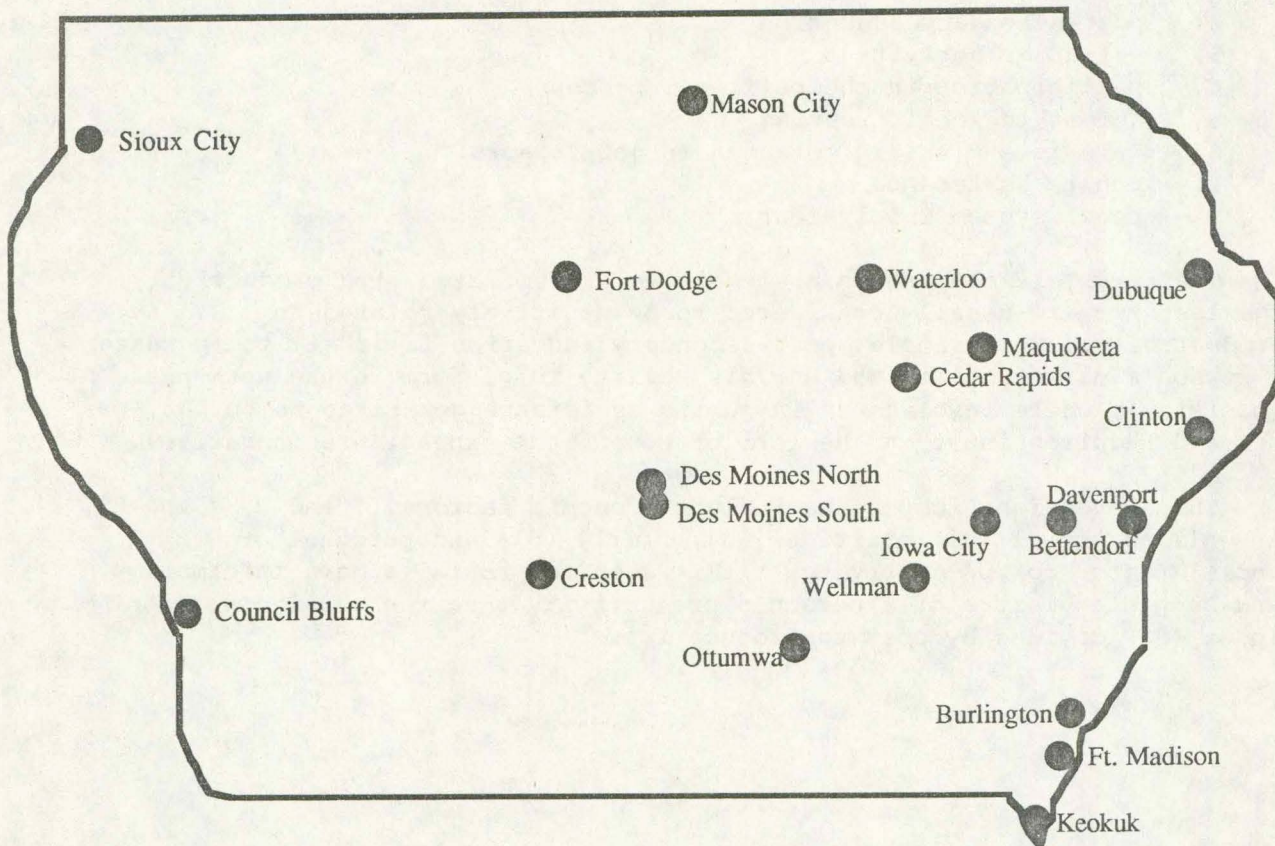 Mason City
Sioux City
Fort Dodge
Waterloo
Dubuque
Maquoketa
Cedar Rapids
Clinton
Des Moines North
Davenport
Des Moines South
Iowa City
Bettendorf
Creston
Wellman
Council Bluffs
Ottumwa
Burlington
Ft. Madison
Keokuk